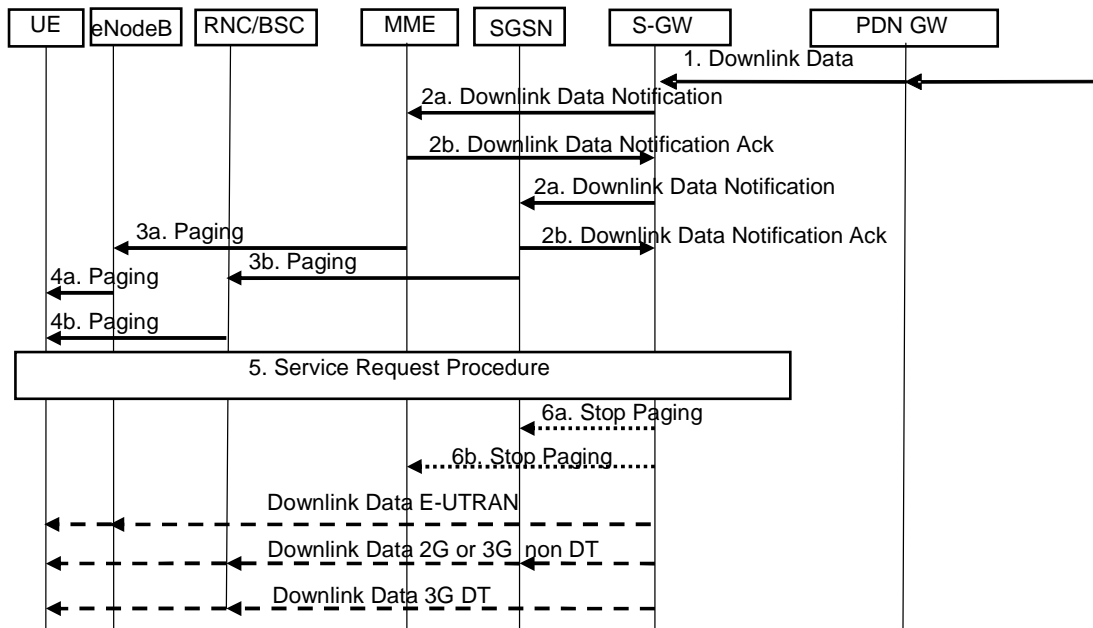 UE
eNodeB
RNC/BSC
MME
SGSN
S-GW
PDN GW
1. Downlink Data
2a. Downlink Data Notification
2b. Downlink Data Notification Ack
2a. Downlink Data Notification
3a. Paging
2b. Downlink Data Notification Ack
3b. Paging
4a. Paging
4b. Paging
5. Service Request Procedure
6a. Stop Paging
6b. Stop Paging
Downlink Data E-UTRAN
Downlink Data 2G or 3G non DT
Downlink Data 3G DT